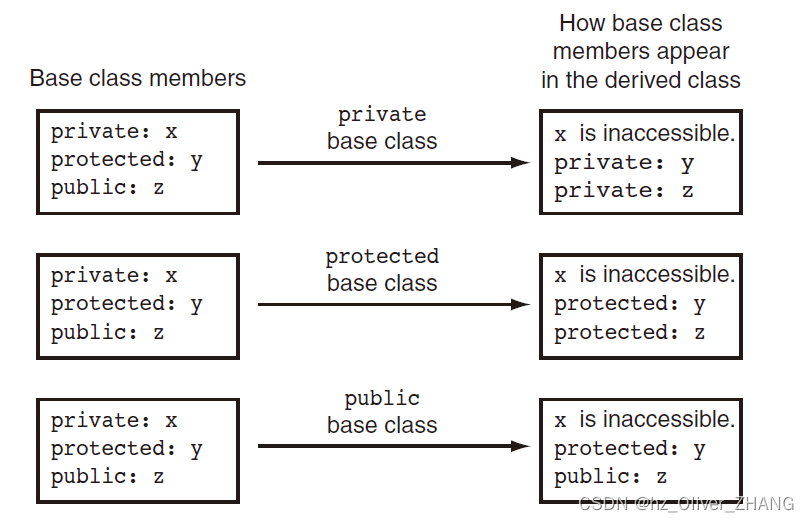 How base class
members appear
in the derived class
Base class members
private: x
protected: y
public: z
private
base class
x is inaccessible.
private: y
private: z
private: x
protected: y
public: z
protected
base class
x is inaccessible.
protected: y
protected: z
private: x
protected: y
public: z
public
base class
x is inaccessible.
protected: y
public: z
CSDN @hz_Oliver_ZHANG